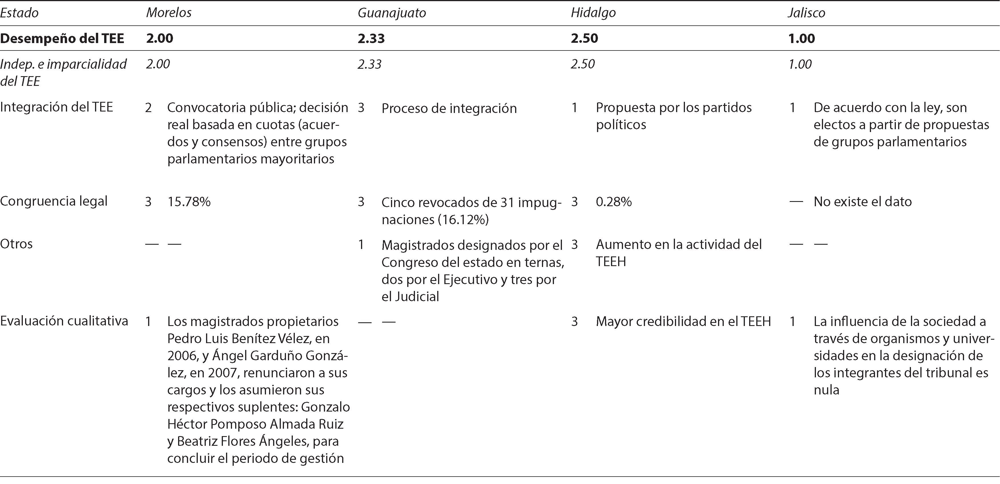 Estado Morelos Guanajuato Hidalgo Jalisco
Desempeño del TEE 2.00 2.33 2.50 1.00
Indep. e imparcialidad 2.00 2.33 2.50 1.00
del TEE
Integración del TEE 2 Convocatoria pública; decisión 3 Proceso de integración 1 Propuesta por los partidos 1 De acuerdo con la ley, son
real basada en cuotas (acuer- políticos electos a partir de propuestas
dos y consensos) entre grupos de grupos parlamentarios
parlamentarios mayoritarios
Congruencia legal 3 15.78% 3 Cinco revocados de 31 impug- 3 0.28% — No existe el dato
naciones (16.12%)
Otros — — 1 Magistrados designados por el 3 Aumento en la actividad del — —
Congreso del estado en ternas, TEEH
dos por el Ejecutivo y tres por
el Judicial
Evaluación cualitativa 1 Los magistrados propietarios — — 3 Mayor credibilidad en el TEEH 1 La influencia de la sociedad a
Pedro Luis Benítez Vélez, en través de organismos y univer-
2006, y Ángel Garduño Gonzá- sidades en la designación de
lez, en 2007, renunciaron a sus los integrantes del tribunal es
cargos y los asumieron sus nula
respectivos suplentes: Gonzalo
Héctor Pomposo Almada Ruiz
y Beatriz Flores Ángeles, para
concluir el periodo de gestión